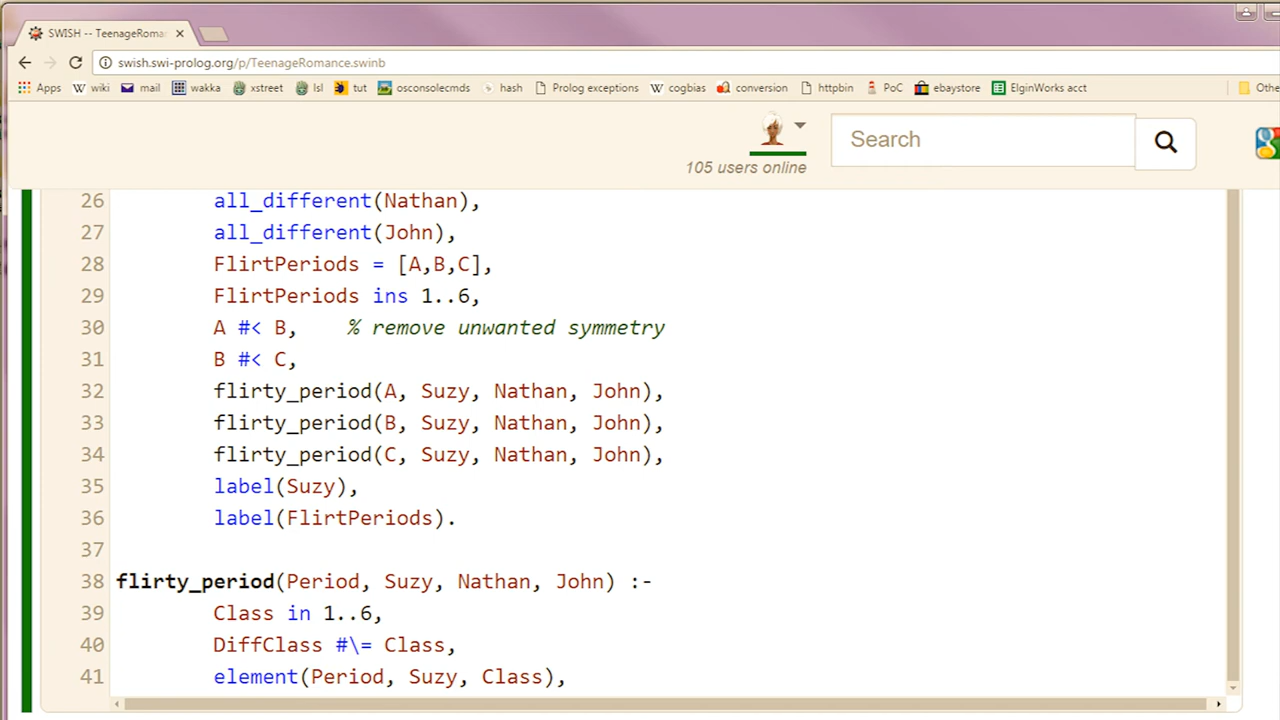 SWISH -- TeenageRoma
swish.swi-prolog.org/p/TeenageRomance.swinb
Apps wiki mail wakka xstreet lsl tut osconsolecmds hash Prolog exceptions cogbias conversion httpbin PoC ebaystore ElginWorks acct Othe
Search
105 users online
26 all_different(Nathan),
27 all_different(John),
28 FlirtPeriods = [A,B,C],
29 FlirtPeriods ins 1..6,
30 A #< B, % remove unwanted symmetry
31 B #< C,
32 flirty_period(A, Suzy, Nathan, John),
33 flirty_period(B, Suzy, Nathan, John),
34 flirty_period(C, Suzy, Nathan, John),
35 label(Suzy),
36 label(FlirtPeriods).
37
38 flirty_period(Period, Suzy, Nathan, John) :-
39 Class in 1..6,
40 DiffClass #\= Class,
41 element(Period, Suzy, Class),